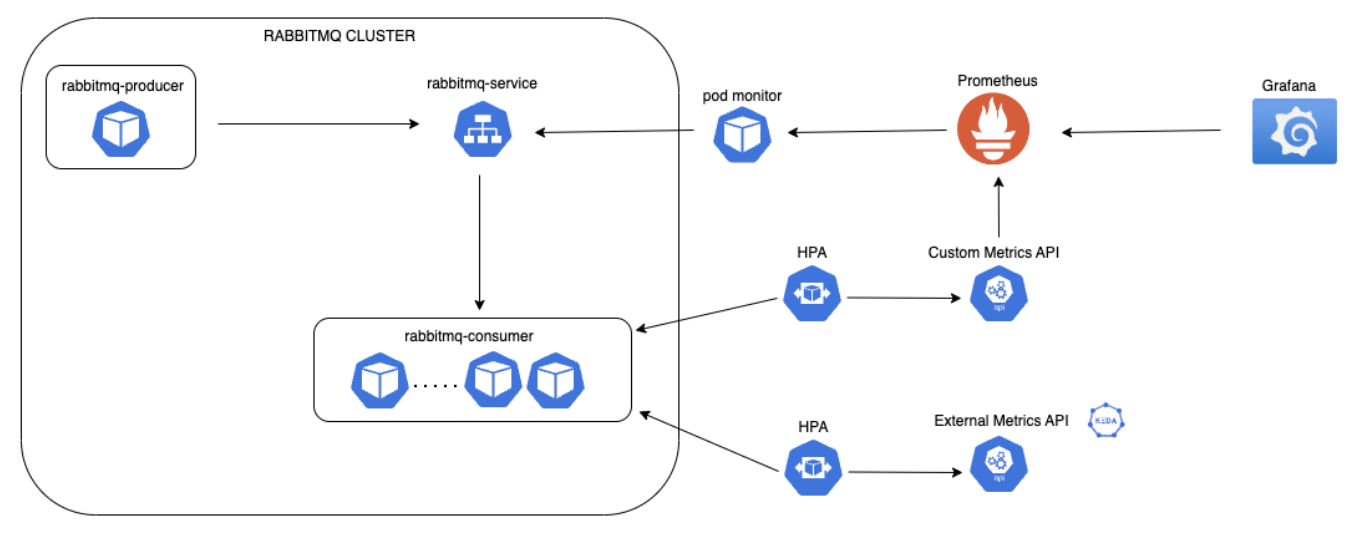 RABBITMQ CLUSTER
rabbitmq-producer
rabbitmq-service
pod monitor
Prometheus
Grafana
HPA
Custom Metrics API
api
rabbitmq-consumer
HPA
External Metrics API
KEDA
api